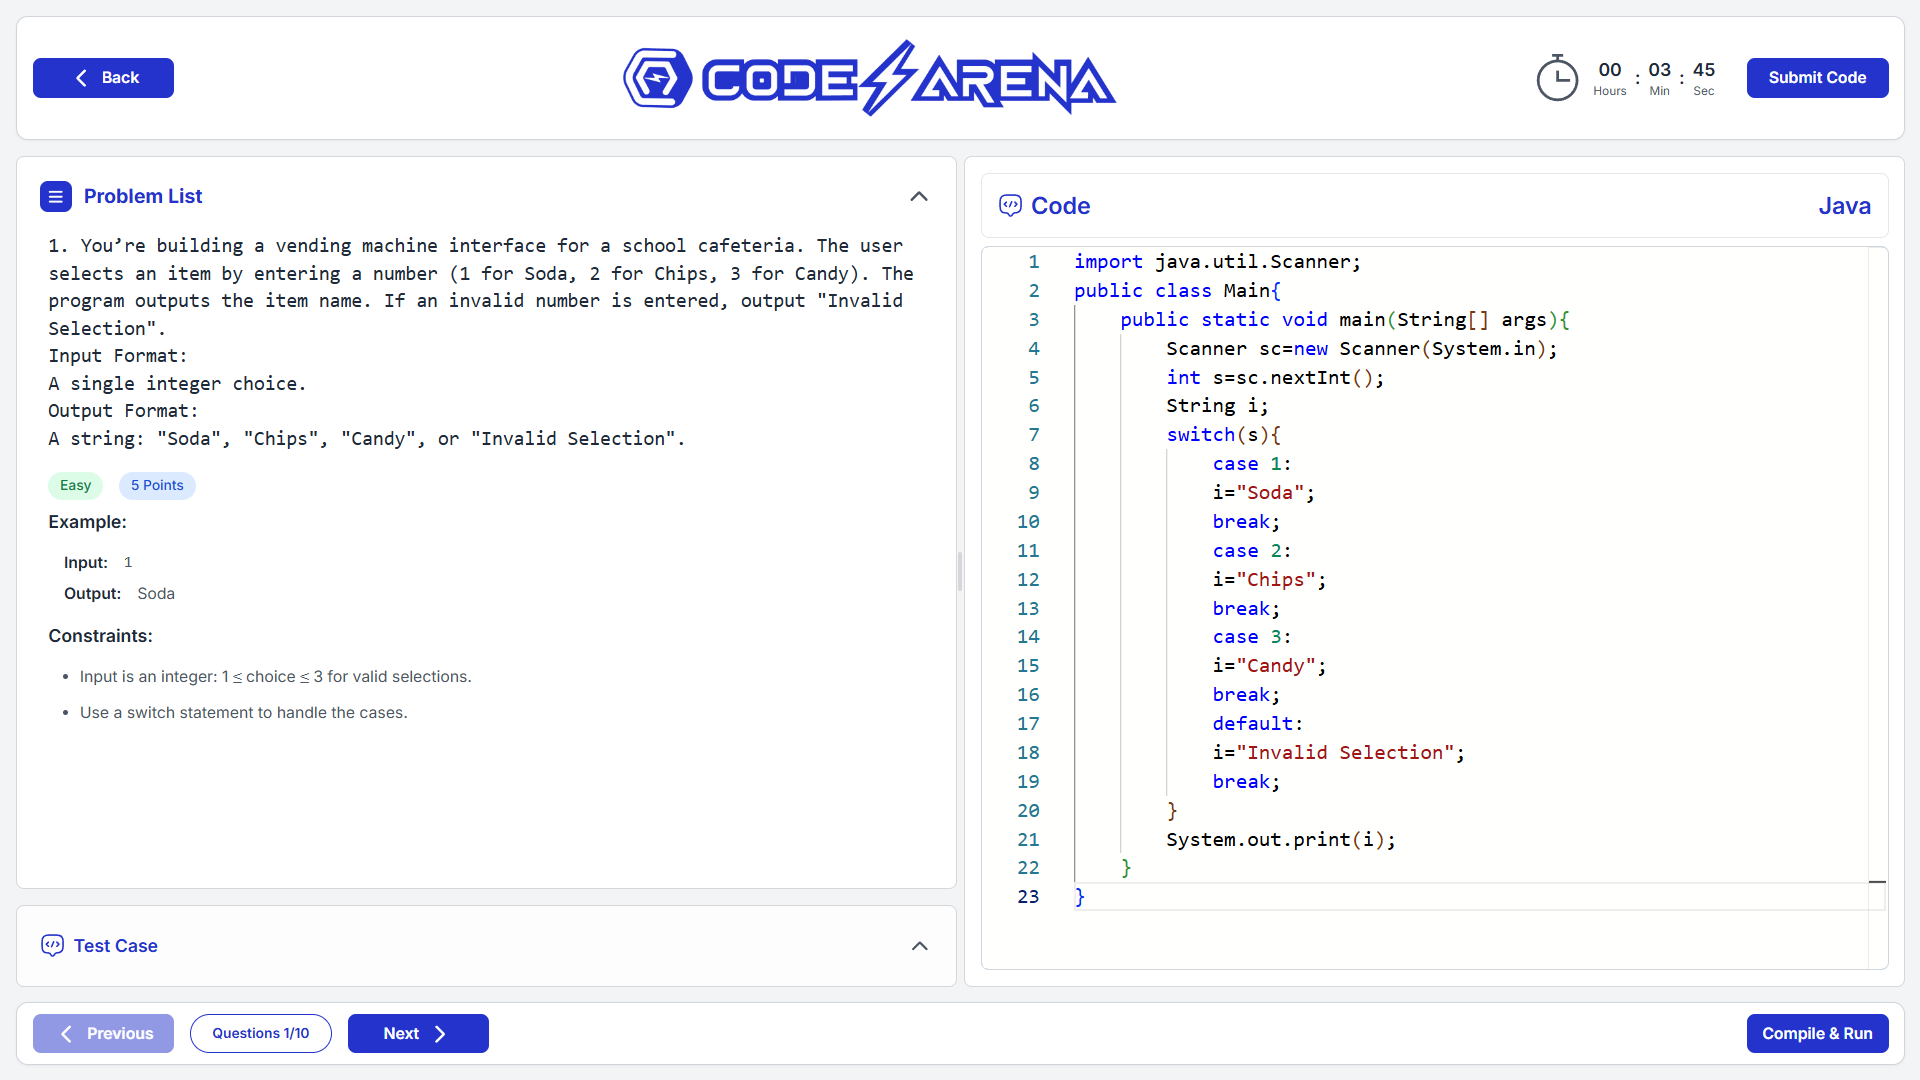 Back
CODE ARENA
00 : 03 : 45
Hours Min Sec
Submit Code
Problem List
1. You’re building a vending machine interface for a school cafeteria. The user
selects an item by entering a number (1 for Soda, 2 for Chips, 3 for Candy). The
program outputs the item name. If an invalid number is entered, output "Invalid
Selection".
Input Format:
A single integer choice.
Output Format:
A string: "Soda", "Chips", "Candy", or "Invalid Selection".
Easy 5 Points
Example:
Input: 1
Output: Soda
Constraints:
• Input is an integer: 1 ≤ choice ≤ 3 for valid selections.
• Use a switch statement to handle the cases.
Test Case
Code Java
1 import java.util.Scanner;
2 public class Main{
3 public static void main(String[] args){
4 Scanner sc=new Scanner(System.in);
5 int s=sc.nextInt();
6 String i;
7 switch(s){
8 case 1:
9 i="Soda";
10 break;
11 case 2:
12 i="Chips";
13 break;
14 case 3:
15 i="Candy";
16 break;
17 default:
18 i="Invalid Selection";
19 break;
20 }
21 System.out.print(i);
22 }
23 }
Previous
Questions 1/10
Next
Compile & Run